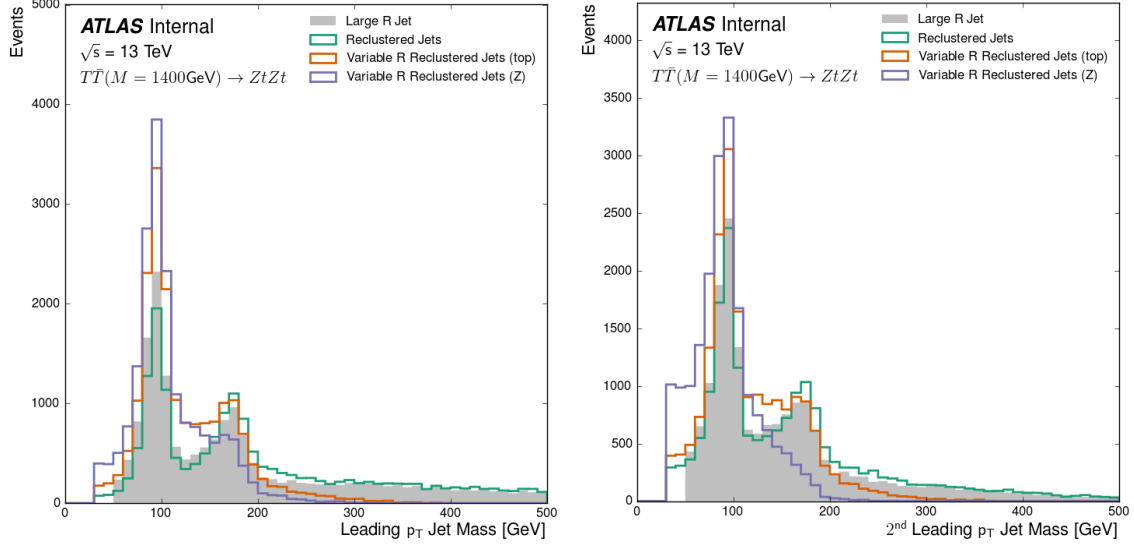 ATLAS Internal
√s = 13 TeV
TT̄(M = 1400GeV) → ZtZt
Large R Jet
Reclustered Jets
Variable R Reclustered Jets (top)
Variable R Reclustered Jets (Z)
Events
5000
4000
3000
2000
1000
0
0 100 200 300 400 500
Leading pT Jet Mass [GeV]
ATLAS Internal
√s = 13 TeV
TT̄(M = 1400GeV) → ZtZt
Large R Jet
Reclustered Jets
Variable R Reclustered Jets (top)
Variable R Reclustered Jets (Z)
Events
4000
3500
3000
2500
2000
1500
1000
500
0
0 100 200 300 400 500
2nd Leading pT Jet Mass [GeV]